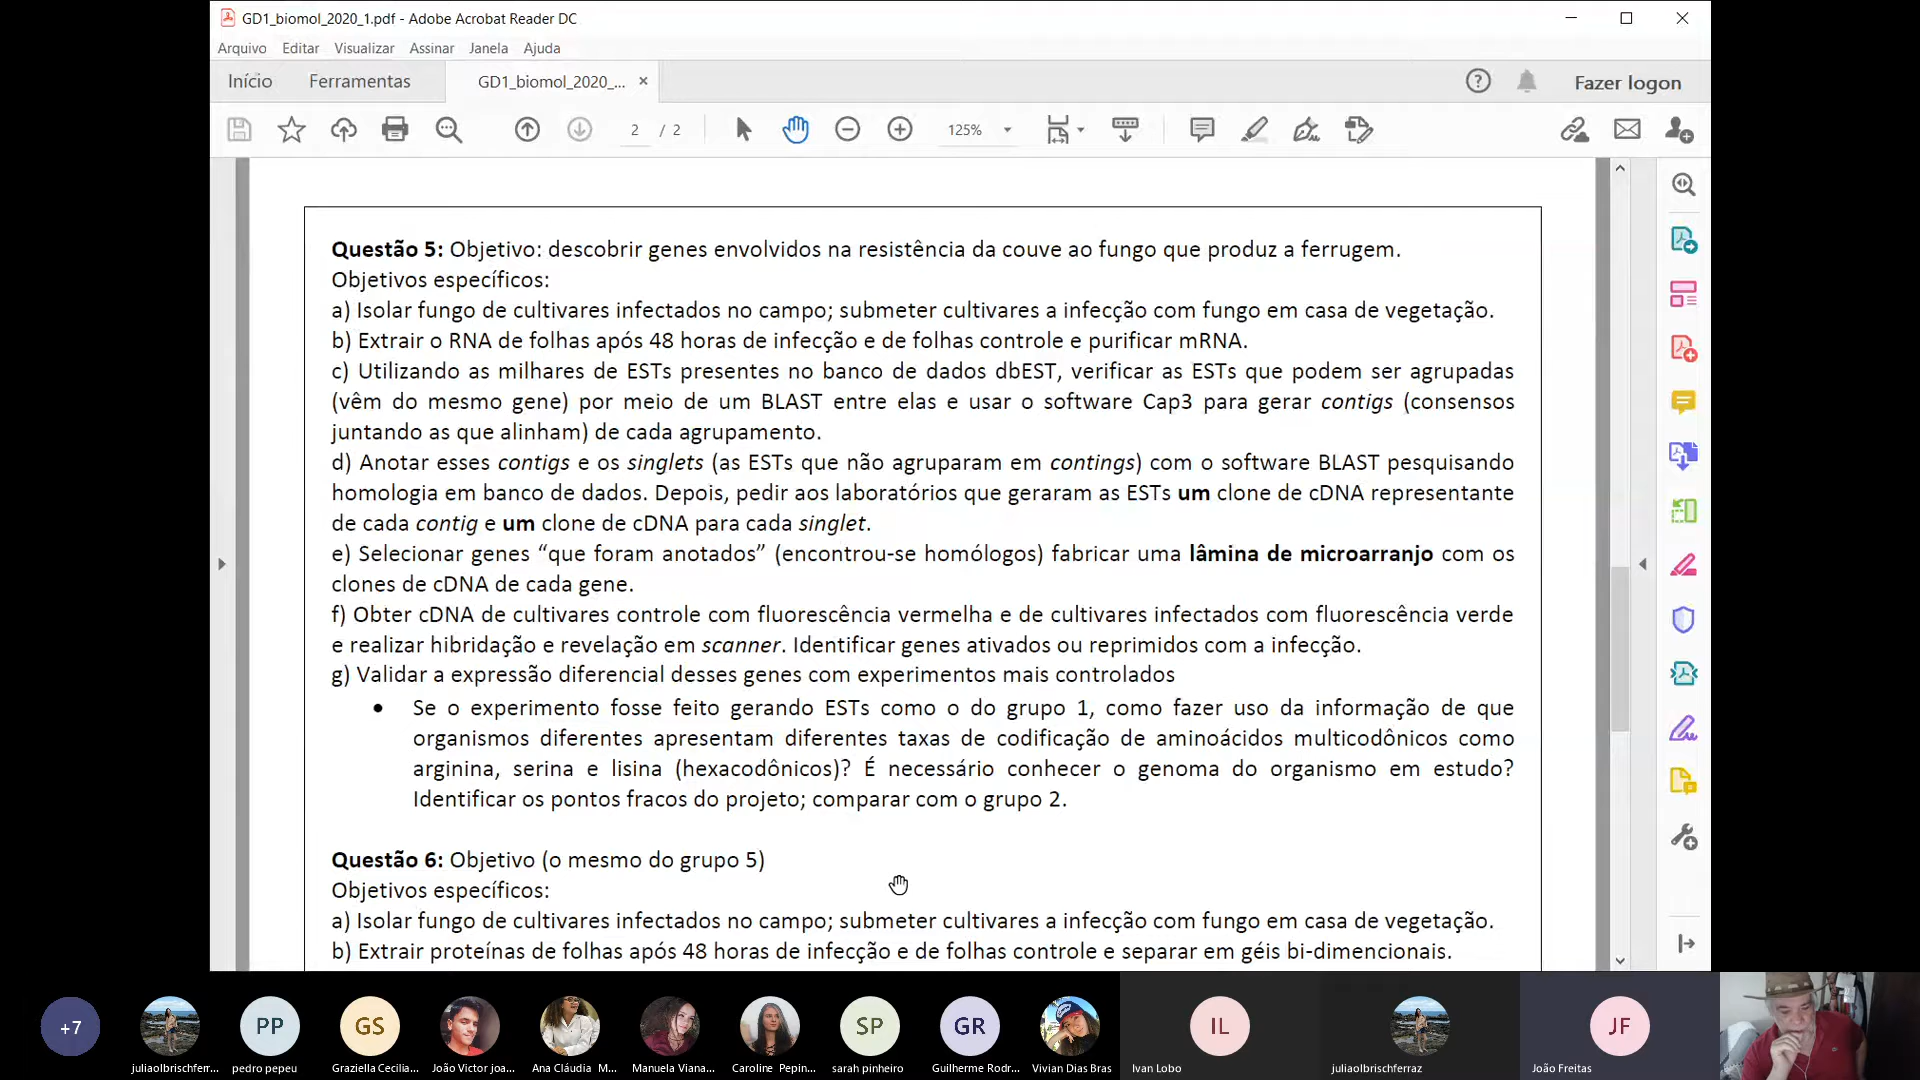 GD1_biomol_2020_1.pdf - Adobe Acrobat Reader DC
Arquivo Editar Visualizar Assinar Janela Ajuda
Início Ferramentas GD1_biomol_2020_... × Fazer logon
2 / 2 125%
Questão 5: Objetivo: descobrir genes envolvidos na resistência da couve ao fungo que produz a ferrugem.
Objetivos específicos:
a) Isolar fungo de cultivares infectados no campo; submeter cultivares a infecção com fungo em casa de vegetação.
b) Extrair o RNA de folhas após 48 horas de infecção e de folhas controle e purificar mRNA.
c) Utilizando as milhares de ESTs presentes no banco de dados dbEST, verificar as ESTs que podem ser agrupadas
(vêm do mesmo gene) por meio de um BLAST entre elas e usar o software Cap3 para gerar contigs (consensos
juntando as que alinham) de cada agrupamento.
d) Anotar esses contigs e os singlets (as ESTs que não agruparam em contings) com o software BLAST pesquisando
homologia em banco de dados. Depois, pedir aos laboratórios que geraram as ESTs um clone de cDNA representante
de cada contig e um clone de cDNA para cada singlet.
e) Selecionar genes “que foram anotados” (encontrou-se homólogos) fabricar uma lâmina de microarranjo com os
clones de cDNA de cada gene.
f) Obter cDNA de cultivares controle com fluorescência vermelha e de cultivares infectados com fluorescência verde
e realizar hibridação e revelação em scanner. Identificar genes ativados ou reprimidos com a infecção.
g) Validar a expressão diferencial desses genes com experimentos mais controlados
• Se o experimento fosse feito gerando ESTs como o do grupo 1, como fazer uso da informação de que
organismos diferentes apresentam diferentes taxas de codificação de aminoácidos multicodônicos como
arginina, serina e lisina (hexacodônicos)? É necessário conhecer o genoma do organismo em estudo?
Identificar os pontos fracos do projeto; comparar com o grupo 2.
Questão 6: Objetivo (o mesmo do grupo 5)
Objetivos específicos:
a) Isolar fungo de cultivares infectados no campo; submeter cultivares a infecção com fungo em casa de vegetação.
b) Extrair proteínas de folhas após 48 horas de infecção e de folhas controle e separar em géis bi-dimencionais.
+7 PP GS SP GR IL JF
juliaolbrischferr... pedro pepeu Graziella Cecilia... João Victor joa... Ana Cláudia M... Manuela Viana... Caroline Pepin... sarah pinheiro Guilherme Rodr... Vivian Dias Bras Ivan Lobo juliaolbrischferraz João Freitas